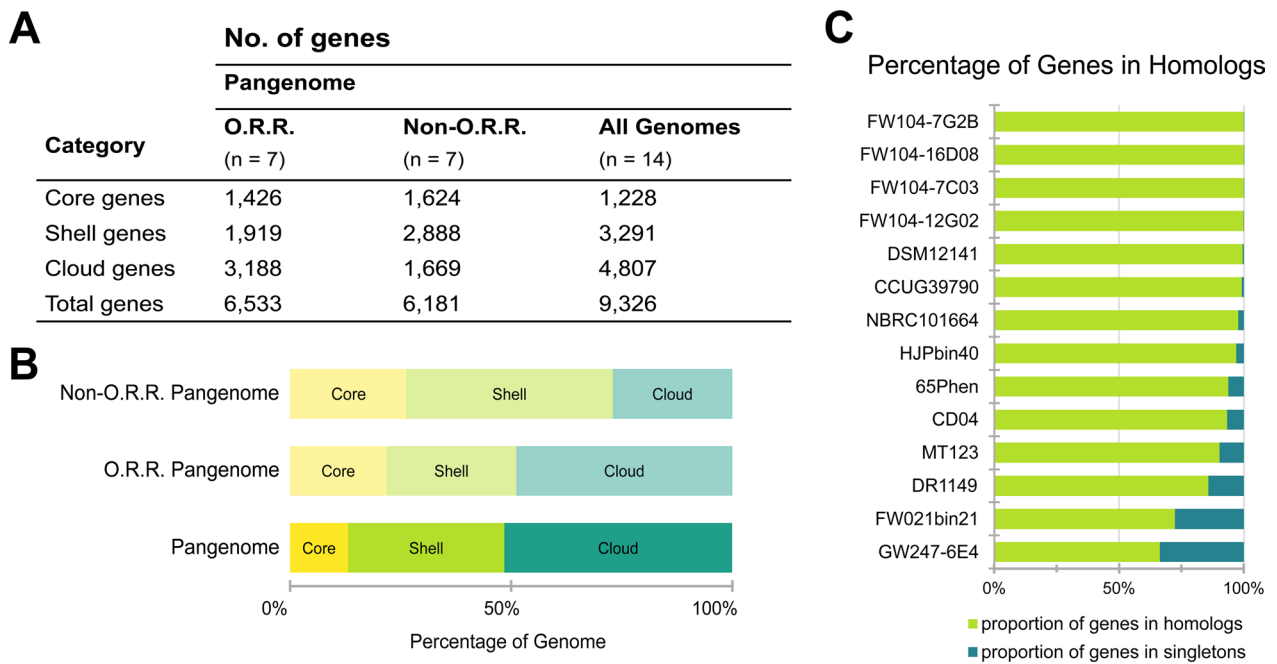 A
No. of genes
Pangenome
Category
O.R.R. Non-O.R.R. All Genomes
(n = 7) (n = 7) (n = 14)
Core genes 1,426 1,624 1,228
Shell genes 1,919 2,888 3,291
Cloud genes 3,188 1,669 4,807
Total genes 6,533 6,181 9,326
B
Non-O.R.R. Pangenome Core Shell Cloud
O.R.R. Pangenome Core Shell Cloud
Pangenome Core Shell Cloud
0% 50% 100%
Percentage of Genome
C
Percentage of Genes in Homologs
FW104-7G2B
FW104-16D08
FW104-7C03
FW104-12G02
DSM12141
CCUG39790
NBRC101664
HJPbin40
65Phen
CD04
MT123
DR1149
FW021bin21
GW247-6E4
0% 50% 100%
proportion of genes in homologs
proportion of genes in singletons